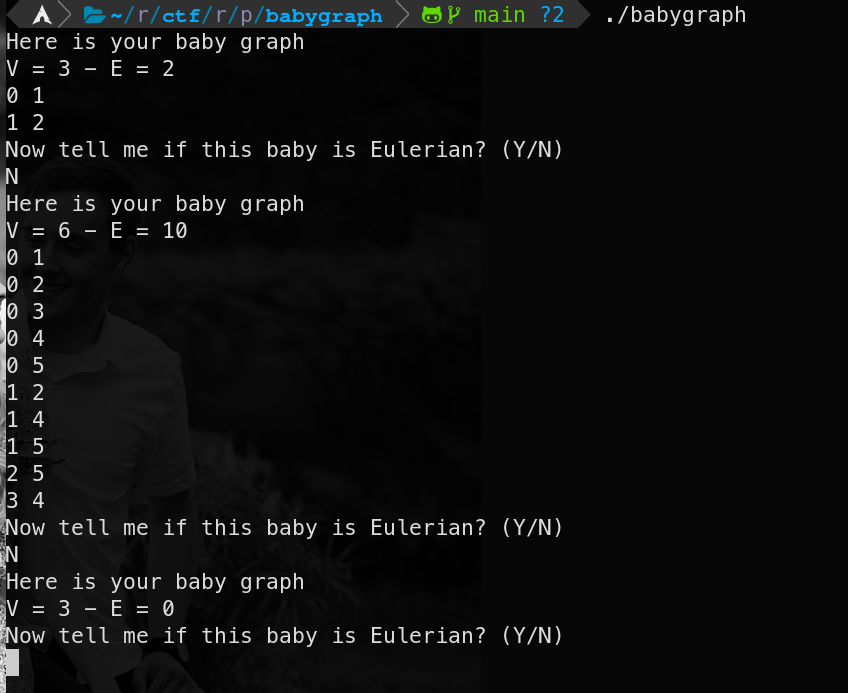 ~/r/ctf/r/p/babygraph main ?2 ./babygraph
Here is your baby graph
V = 3 – E = 2
0 1
1 2
Now tell me if this baby is Eulerian? (Y/N)
N
Here is your baby graph
V = 6 – E = 10
0 1
0 2
0 3
0 4
0 5
1 2
1 4
1 5
2 5
3 4
Now tell me if this baby is Eulerian? (Y/N)
N
Here is your baby graph
V = 3 – E = 0
Now tell me if this baby is Eulerian? (Y/N)